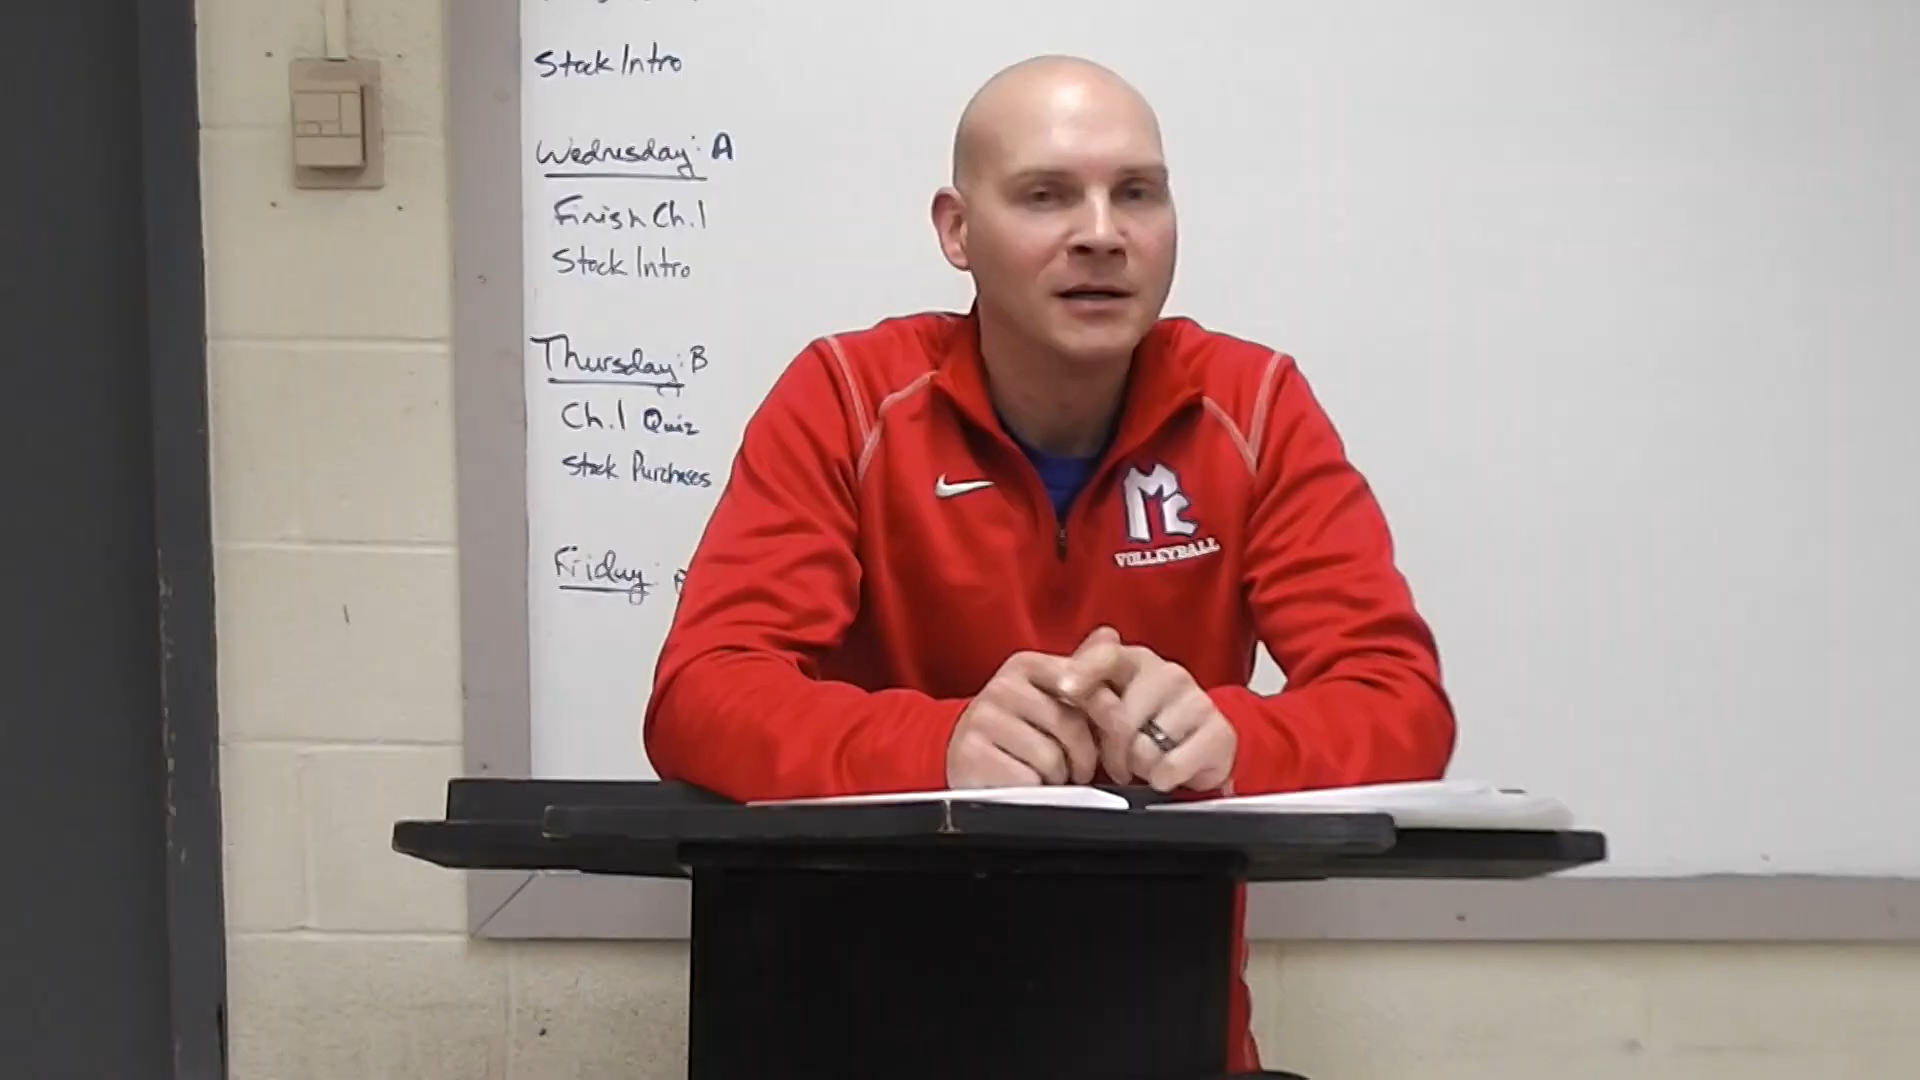 Stock Intro
Wednesday: A
Finish Ch. 1
Stock Intro
Thursday: B
Ch. 1 Quiz
Stock Purchases
Friday:
MC
VOLLEYBALL